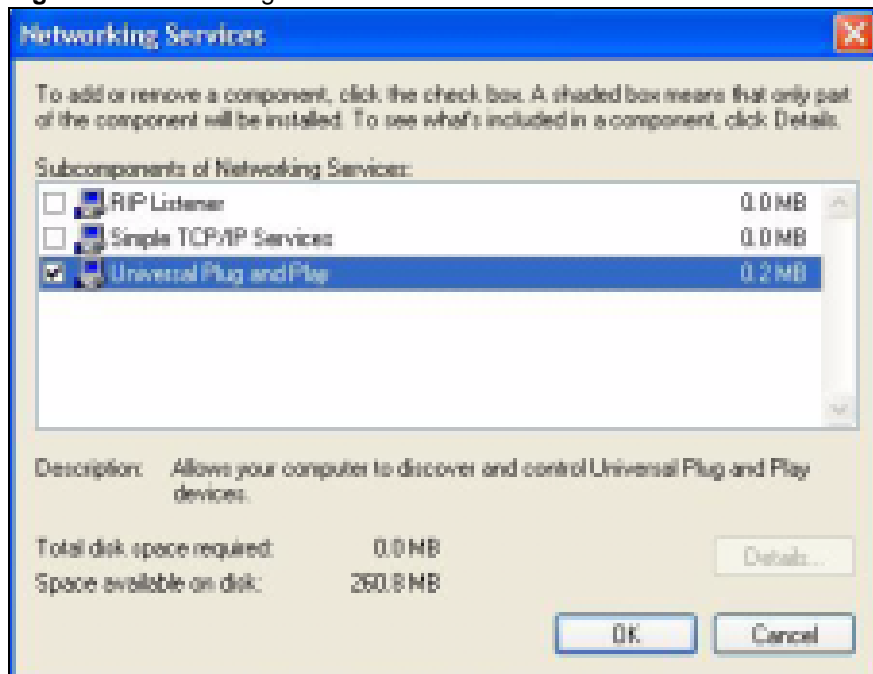 Networking Services
To add or remove a component, click the check box. A shaded box means that only part
of the component will be installed. To see what's included in a component, click Details.
Subcomponents of Networking Services:
RIP Listener 0.0 MB
Simple TCP/IP Services 0.0 MB
Universal Plug and Play 0.2 MB
Description: Allows your computer to discover and control Universal Plug and Play
devices.
Total disk space required: 0.0 MB
Space available on disk: 260.8 MB
Details...
OK Cancel